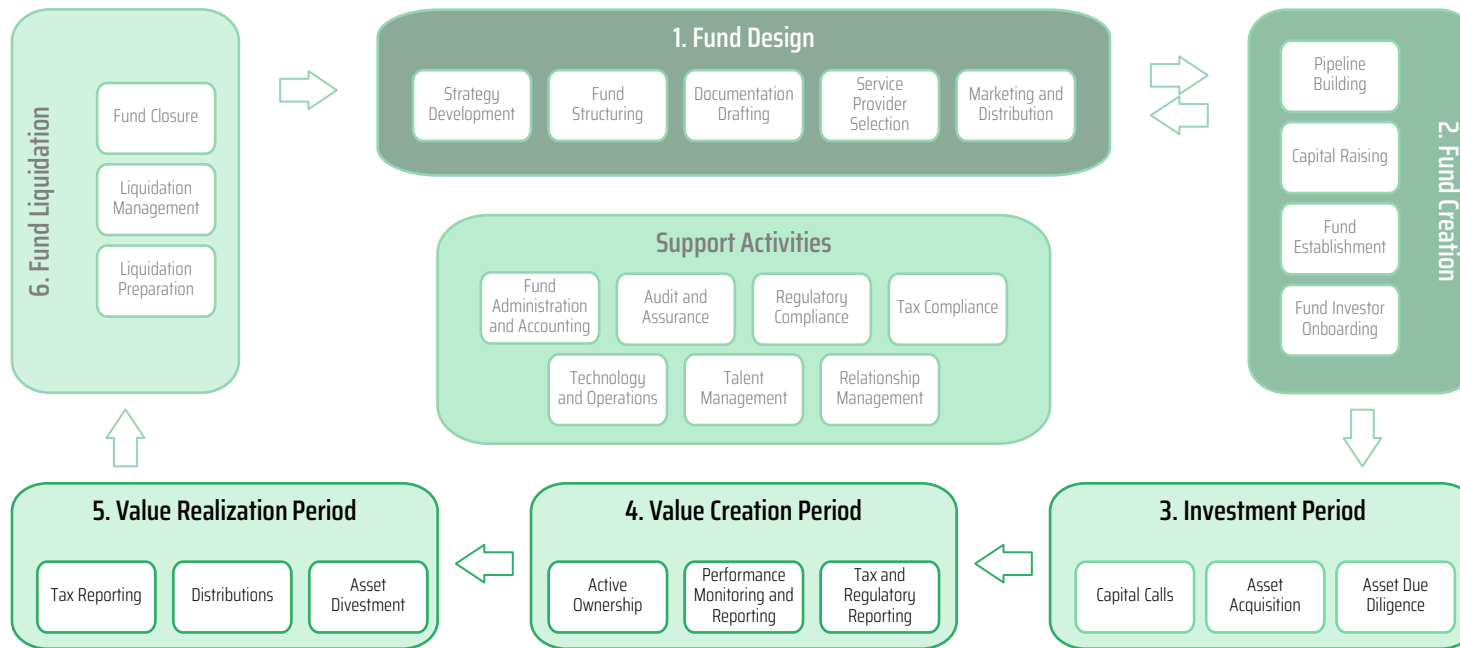 1. Fund Design
Strategy
Development
Fund
Structuring
Documentation
Drafting
Service
Provider
Selection
Marketing and
Distribution
2. Fund Creation
Pipeline
Building
Capital Raising
Fund
Establishment
Fund Investor
Onboarding
3. Investment Period
Capital Calls
Asset
Acquisition
Asset Due
Diligence
4. Value Creation Period
Active
Ownership
Performance
Monitoring and
Reporting
Tax and
Regulatory
Reporting
5. Value Realization Period
Tax Reporting
Distributions
Asset
Divestment
6. Fund Liquidation
Fund Closure
Liquidation
Management
Liquidation
Preparation
Support Activities
Fund
Administration
and Accounting
Audit and
Assurance
Regulatory
Compliance
Tax Compliance
Technology
and Operations
Talent
Management
Relationship
Management